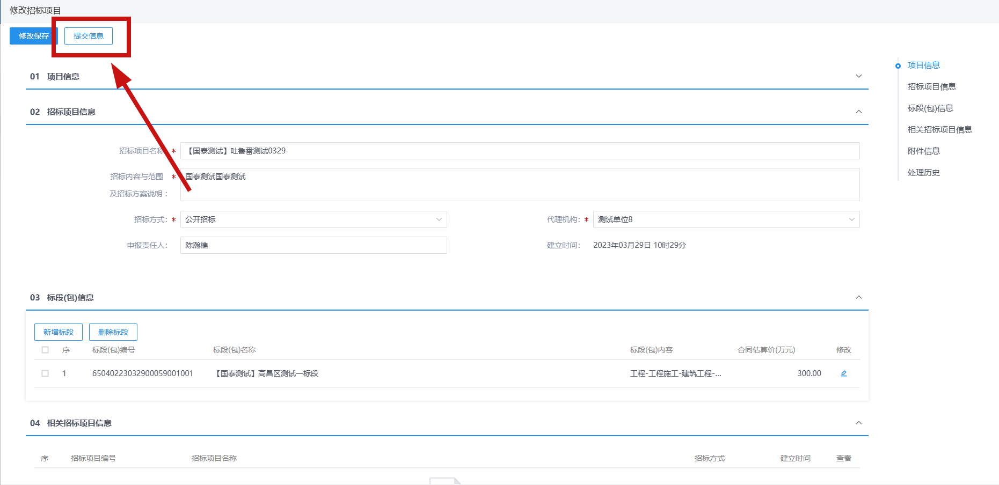 修改招标项目
修改保存
提交信息
01 项目信息
02 招标项目信息
招标项目名称 * 【国泰测试】吐鲁番测试0329
招标内容与范围 * 国泰测试国泰测试
及招标方案说明：
招标方式：* 公开招标
代理机构：* 测试单位8
申报责任人： 陈瀚樵
建立时间： 2023年03月29日 10时29分
03 标段(包)信息
新增标段 删除标段
序 标段(包)编号 标段(包)名称 标段(包)内容 合同估算价(万元) 修改
1 65040223032900059001001 【国泰测试】高昌区测试一标段 工程-工程施工-建筑工程-... 300.00
04 相关招标项目信息
序 招标项目编号 招标项目名称 招标方式 建立时间 查看
项目信息
招标项目信息
标段(包)信息
相关招标项目信息
附件信息
处理历史